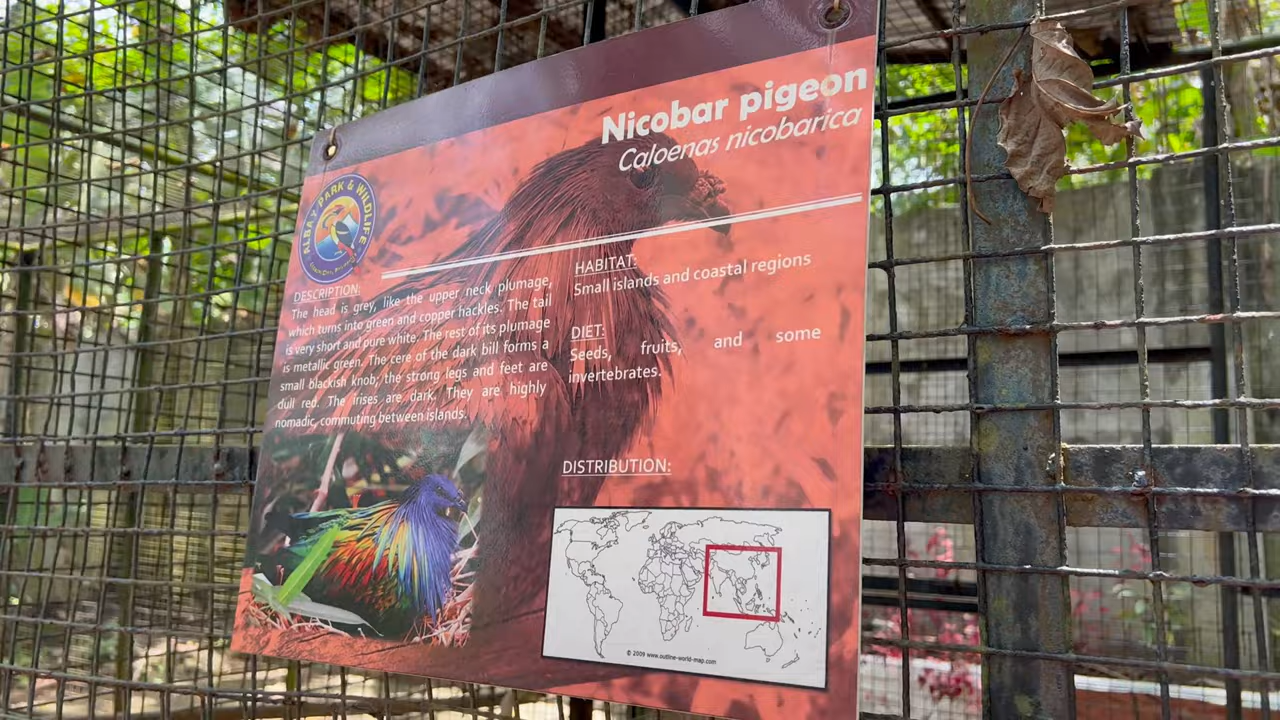 Nicobar pigeon
Caloenas nicobarica
ALBAY PARK & WILDLIFE
DESCRIPTION:
The head is grey, like the upper neck plumage,
which turns into green and copper hackles. The tail
is very short and pure white. The rest of its plumage
is metallic green. The cere of the dark bill forms a
small blackish knob; the strong legs and feet are
dull red. The irises are dark. They are highly
nomadic, commuting between islands.
HABITAT:
Small islands and coastal regions
DIET:
Seeds, fruits, and some
invertebrates.
DISTRIBUTION:
© 2009 www.outline-world-map.com